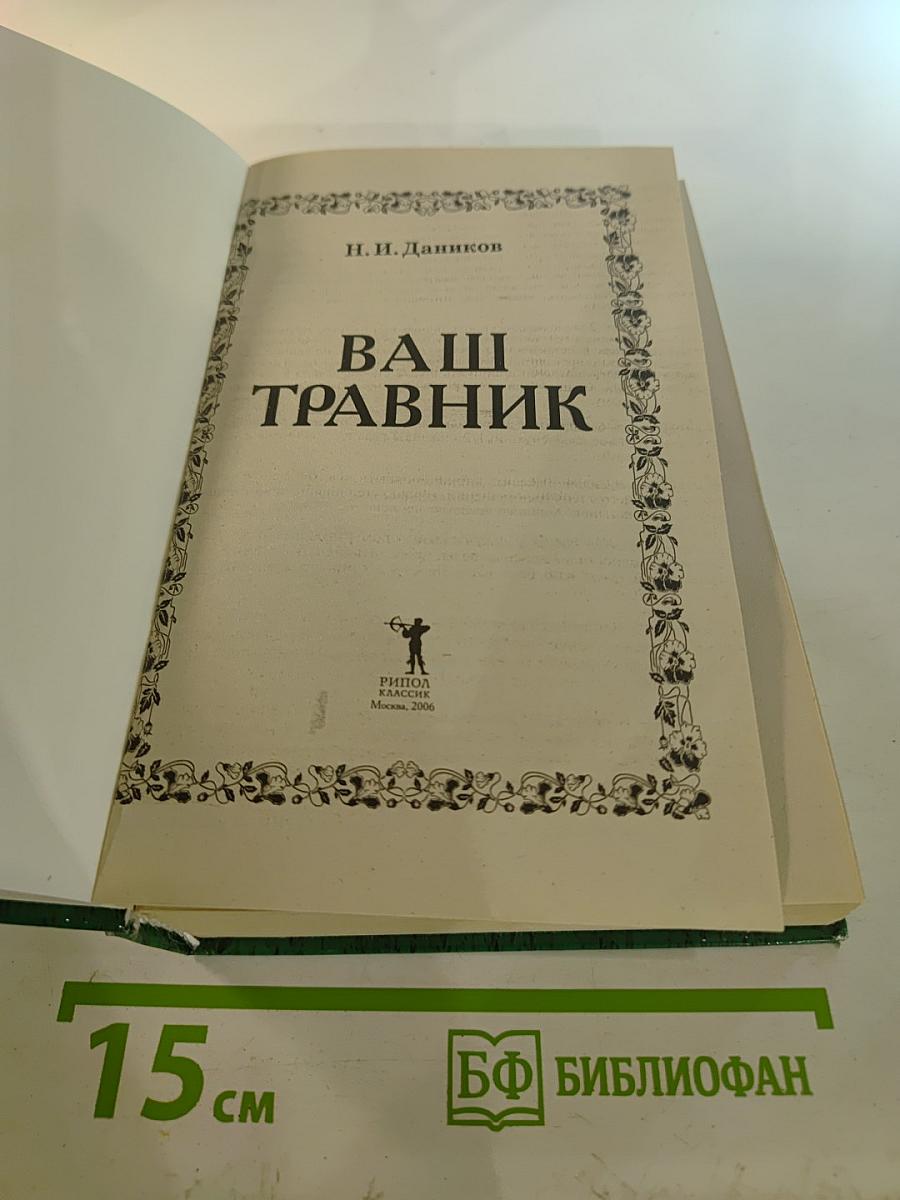 Н. И. Даников
ВАШ
ТРАВНИК
РИПОЛ
КЛАССИК
Москва, 2006
15 см
БФ БИБЛИОФАН